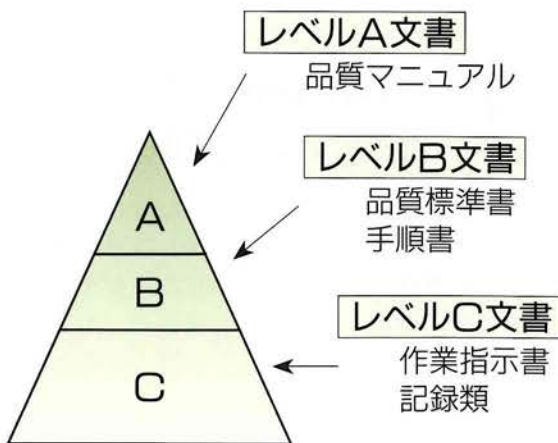 レベルA文書
品質マニュアル
レベルB文書
品質標準書
手順書
レベルC文書
作業指示書
記録類
A
B
C